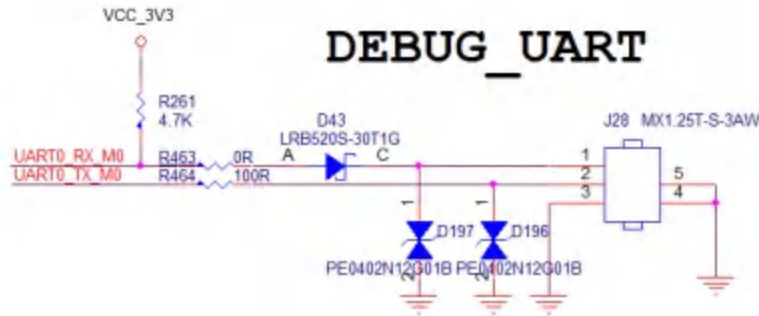 VCC_3V3
DEBUG_UART
R261
4.7K
D43
LRB520S-30T1G
J28 MX1.25T-S-3AW
UART0_RX_M0 R463 0R A C 1
UART0_TX_M0 R464 100R 2 5
3 4
1 1
D197 D196
PE0402N12G01B PE0402N12G01B
2 2